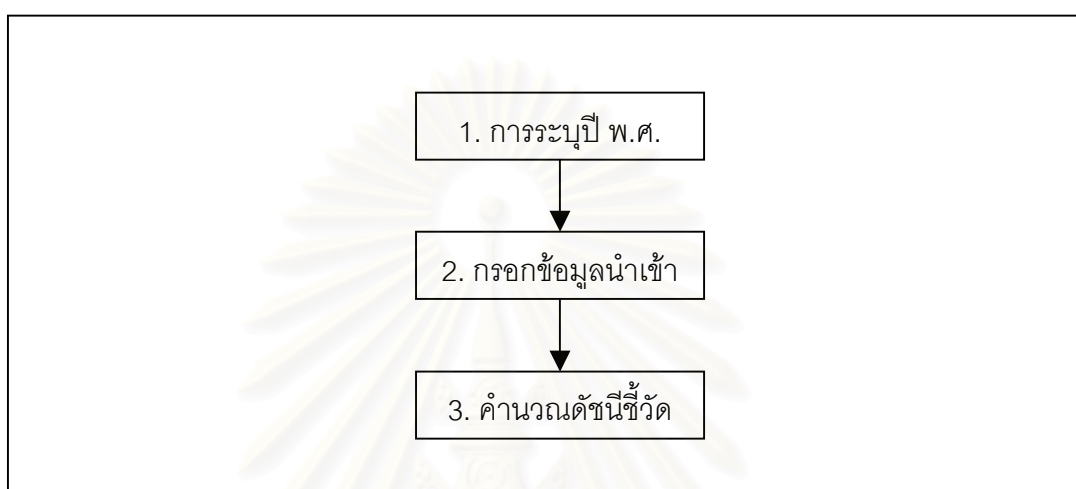 1. การระบุปี พ.ศ.
2. กรอกข้อมูลนำเข้า
3. คำนวณดัชนีชี้วัด